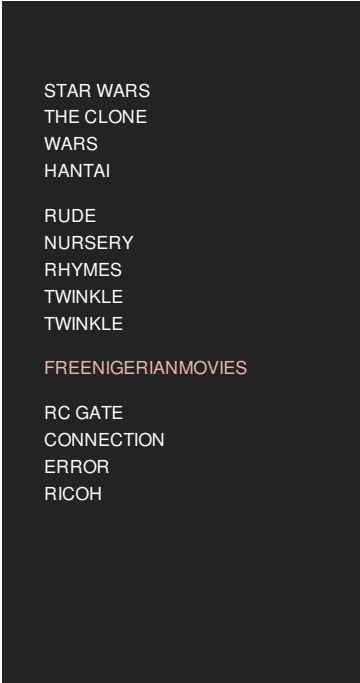 STAR WARS
THE CLONE
WARS
HANTAI
RUDE
NURSERY
RHYMES
TWINKLE
TWINKLE
FREENIGERIANMOVIES
RC GATE
CONNECTION
ERROR
RICOH